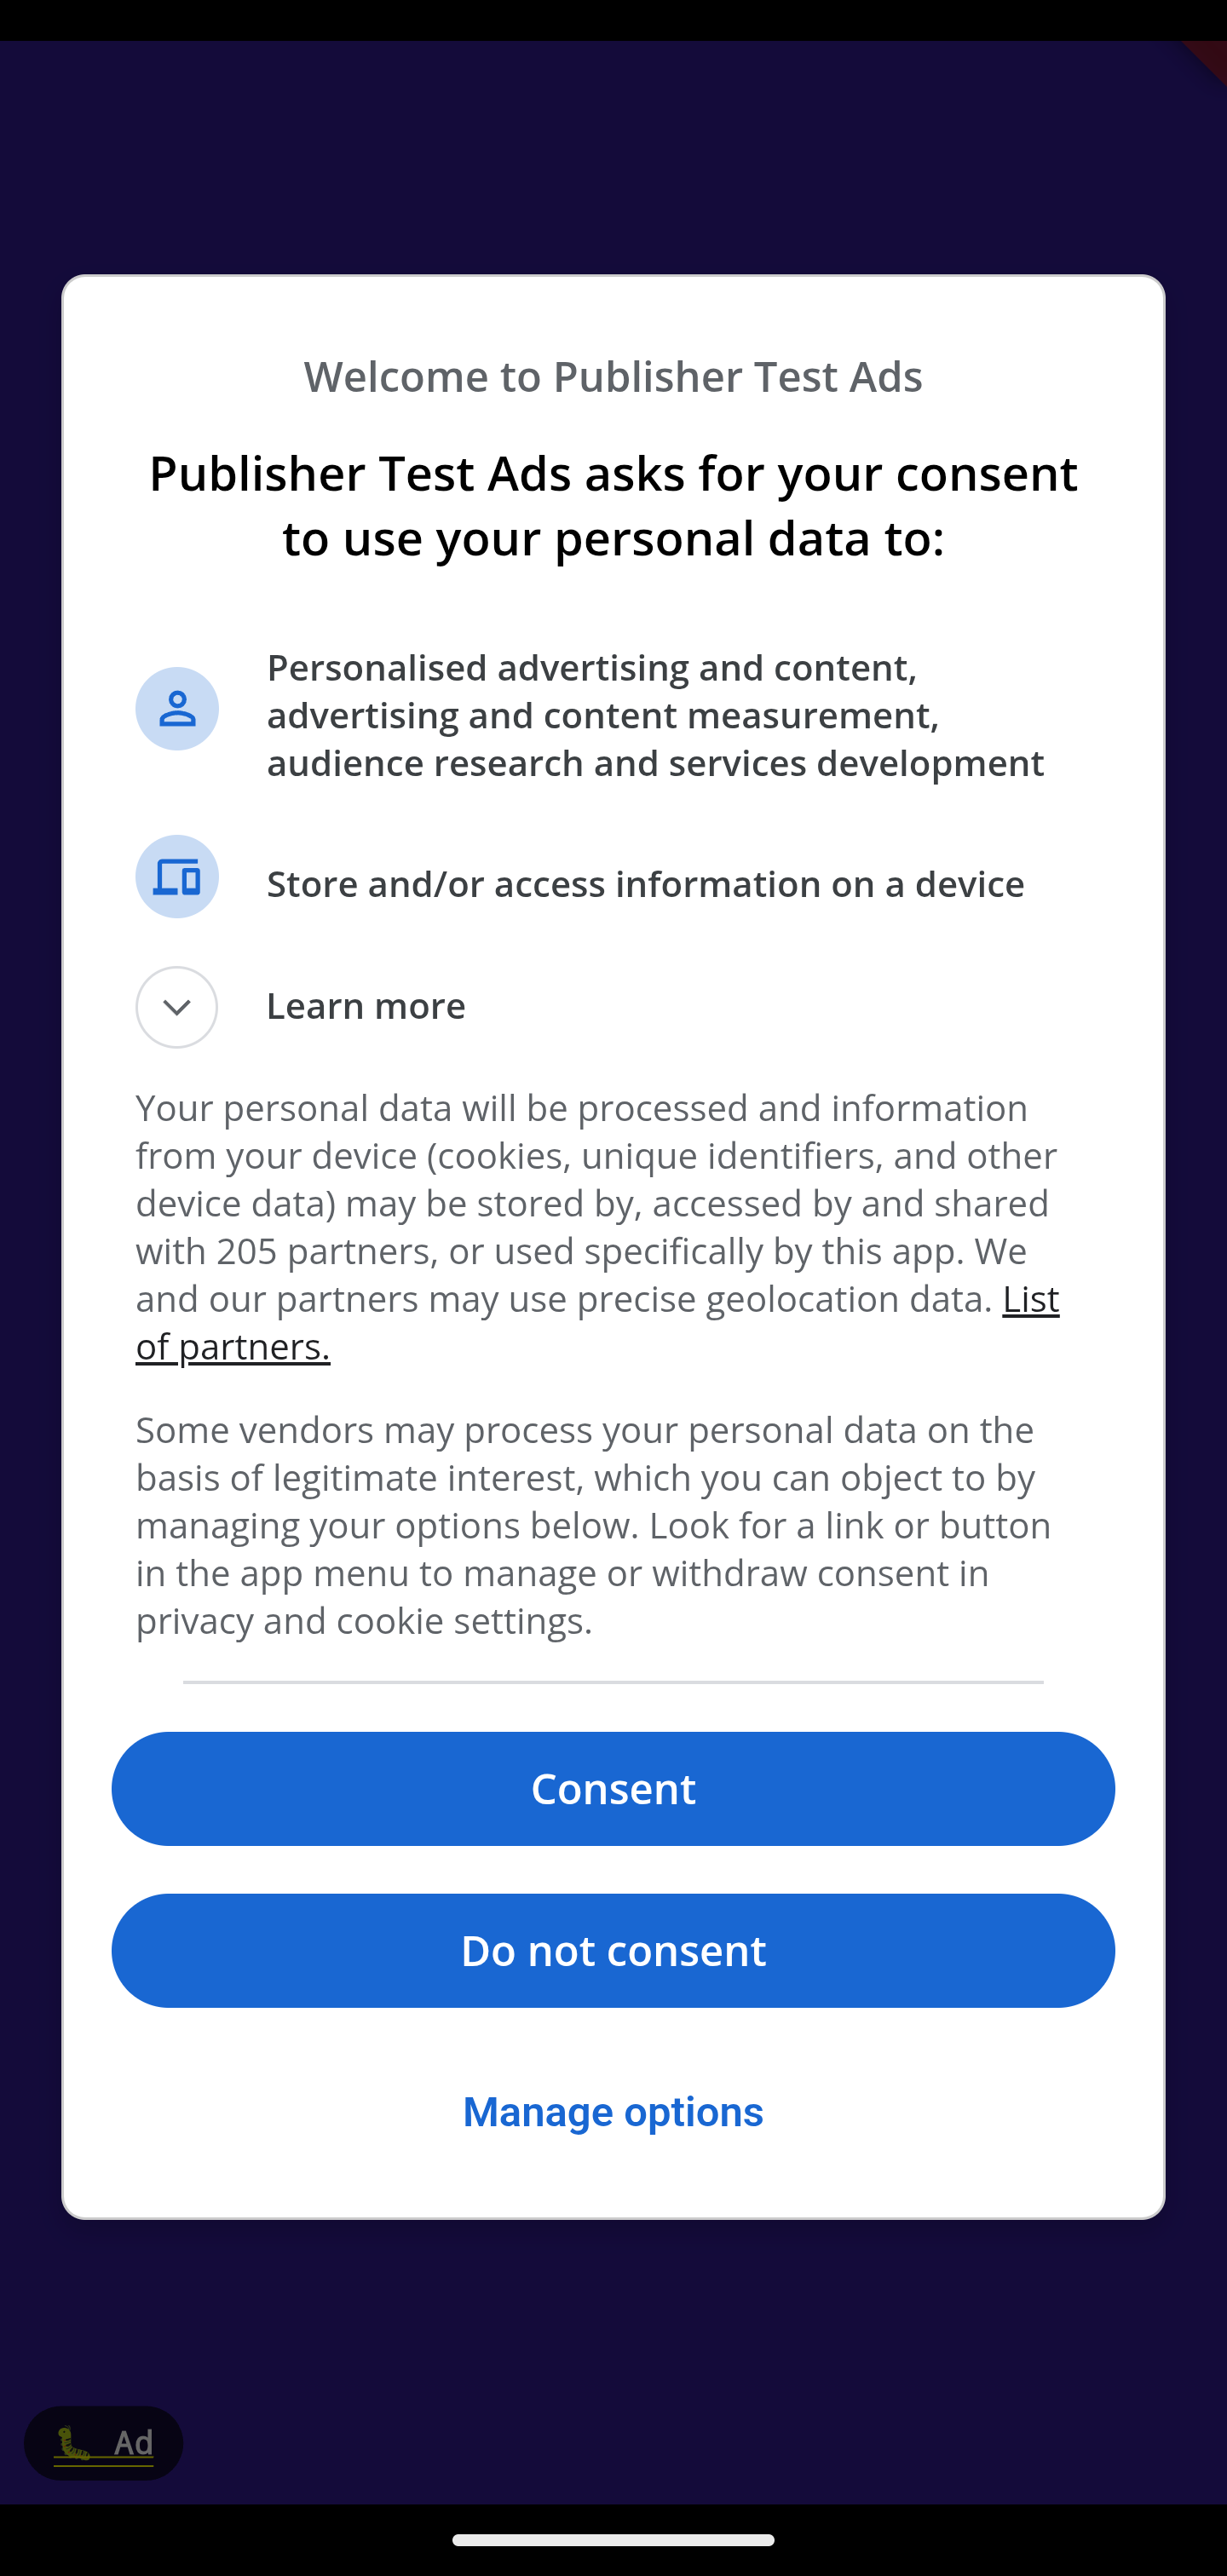 Welcome to Publisher Test Ads
Publisher Test Ads asks for your consent
to use your personal data to:
Personalised advertising and content,
advertising and content measurement,
audience research and services development
Store and/or access information on a device
Learn more
Your personal data will be processed and information
from your device (cookies, unique identifiers, and other
device data) may be stored by, accessed by and shared
with 205 partners, or used specifically by this app. We
and our partners may use precise geolocation data. List
of partners.
Some vendors may process your personal data on the
basis of legitimate interest, which you can object to by
managing your options below. Look for a link or button
in the app menu to manage or withdraw consent in
privacy and cookie settings.
Consent
Do not consent
Manage options
Ad